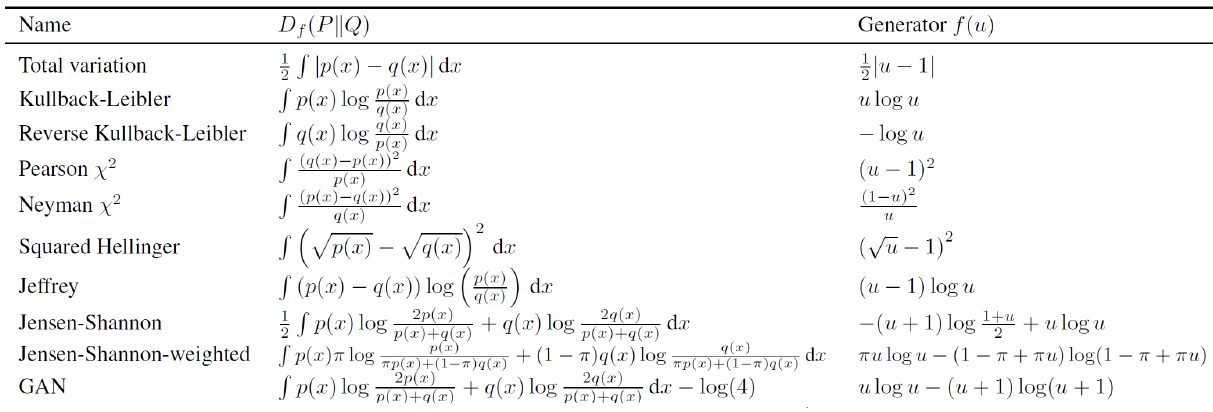 Name D_f(P‖Q) Generator f(u)
Total variation ½ ∫ |p(x) − q(x)| dx ½|u − 1|
Kullback-Leibler ∫ p(x) log p(x)/q(x) dx u log u
Reverse Kullback-Leibler ∫ q(x) log q(x)/p(x) dx − log u
Pearson χ² ∫ (q(x)−p(x))²/p(x) dx (u − 1)²
Neyman χ² ∫ (p(x)−q(x))²/q(x) dx (1−u)²/u
Squared Hellinger ∫ (√p(x) − √q(x))² dx (√u − 1)²
Jeffrey ∫ (p(x) − q(x)) log (p(x)/q(x)) dx (u − 1) log u
Jensen-Shannon ½ ∫ p(x) log 2p(x)/(p(x)+q(x)) + q(x) log 2q(x)/(p(x)+q(x)) dx −(u + 1) log (1+u)/2 + u log u
Jensen-Shannon-weighted ∫ p(x)π log p(x)/(πp(x)+(1−π)q(x)) + (1 − π)q(x) log q(x)/(πp(x)+(1−π)q(x)) dx πu log u − (1 − π + πu) log(1 − π + πu)
GAN ∫ p(x) log 2p(x)/(p(x)+q(x)) + q(x) log 2q(x)/(p(x)+q(x)) dx − log(4) u log u − (u + 1) log(u + 1)